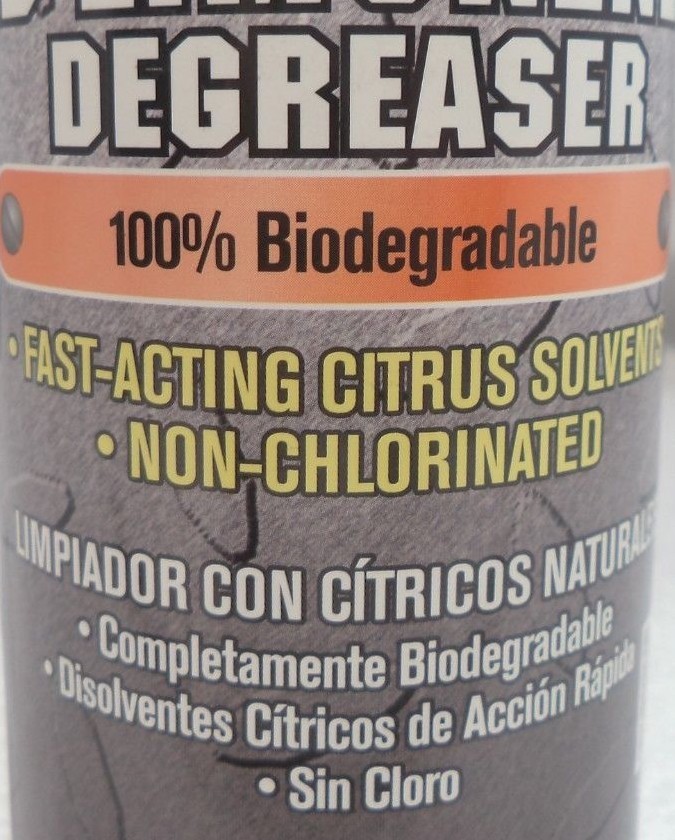 DEGREASER
100% Biodegradable
• FAST-ACTING CITRUS SOLVENTS
• NON-CHLORINATED
LIMPIADOR CON CÍTRICOS NATURALES
• Completamente Biodegradable
• Disolventes Cítricos de Acción Rápida
• Sin Cloro